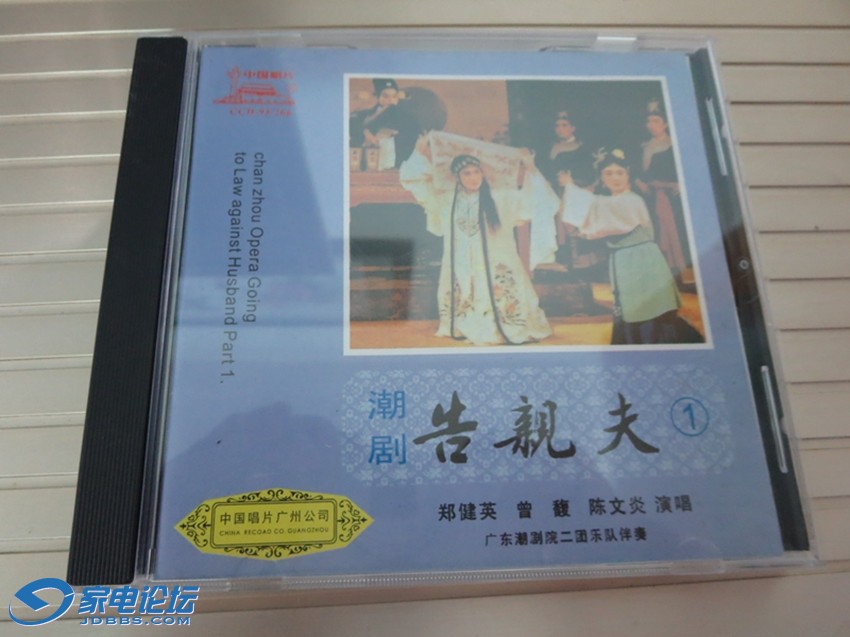 中国唱片
chan zhou Opera Going
to Law against Husband Part 1.
潮剧
告親夫 ①
郑健英 曾馥 陈文炎 演唱
广东潮剧院二团乐队伴奏
中国唱片广州公司
CHINA RECOAD CO.GUANGZHOU
家电论坛
JDBBS.COM